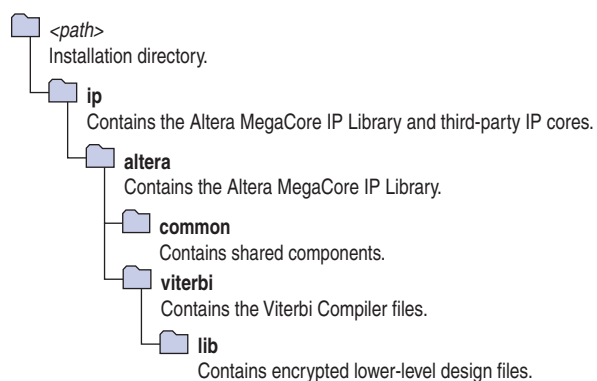 <path>
Installation directory.
ip
Contains the Altera MegaCore IP Library and third-party IP cores.
altera
Contains the Altera MegaCore IP Library.
common
Contains shared components.
viterbi
Contains the Viterbi Compiler files.
lib
Contains encrypted lower-level design files.